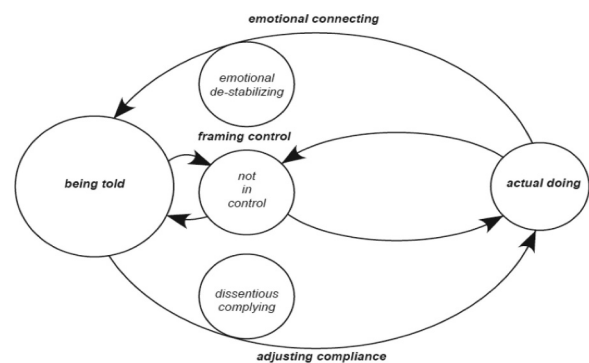 emotional connecting
emotional
de-stabilizing
framing control
being told
not
in
control
actual doing
dissentious
complying
adjusting compliance